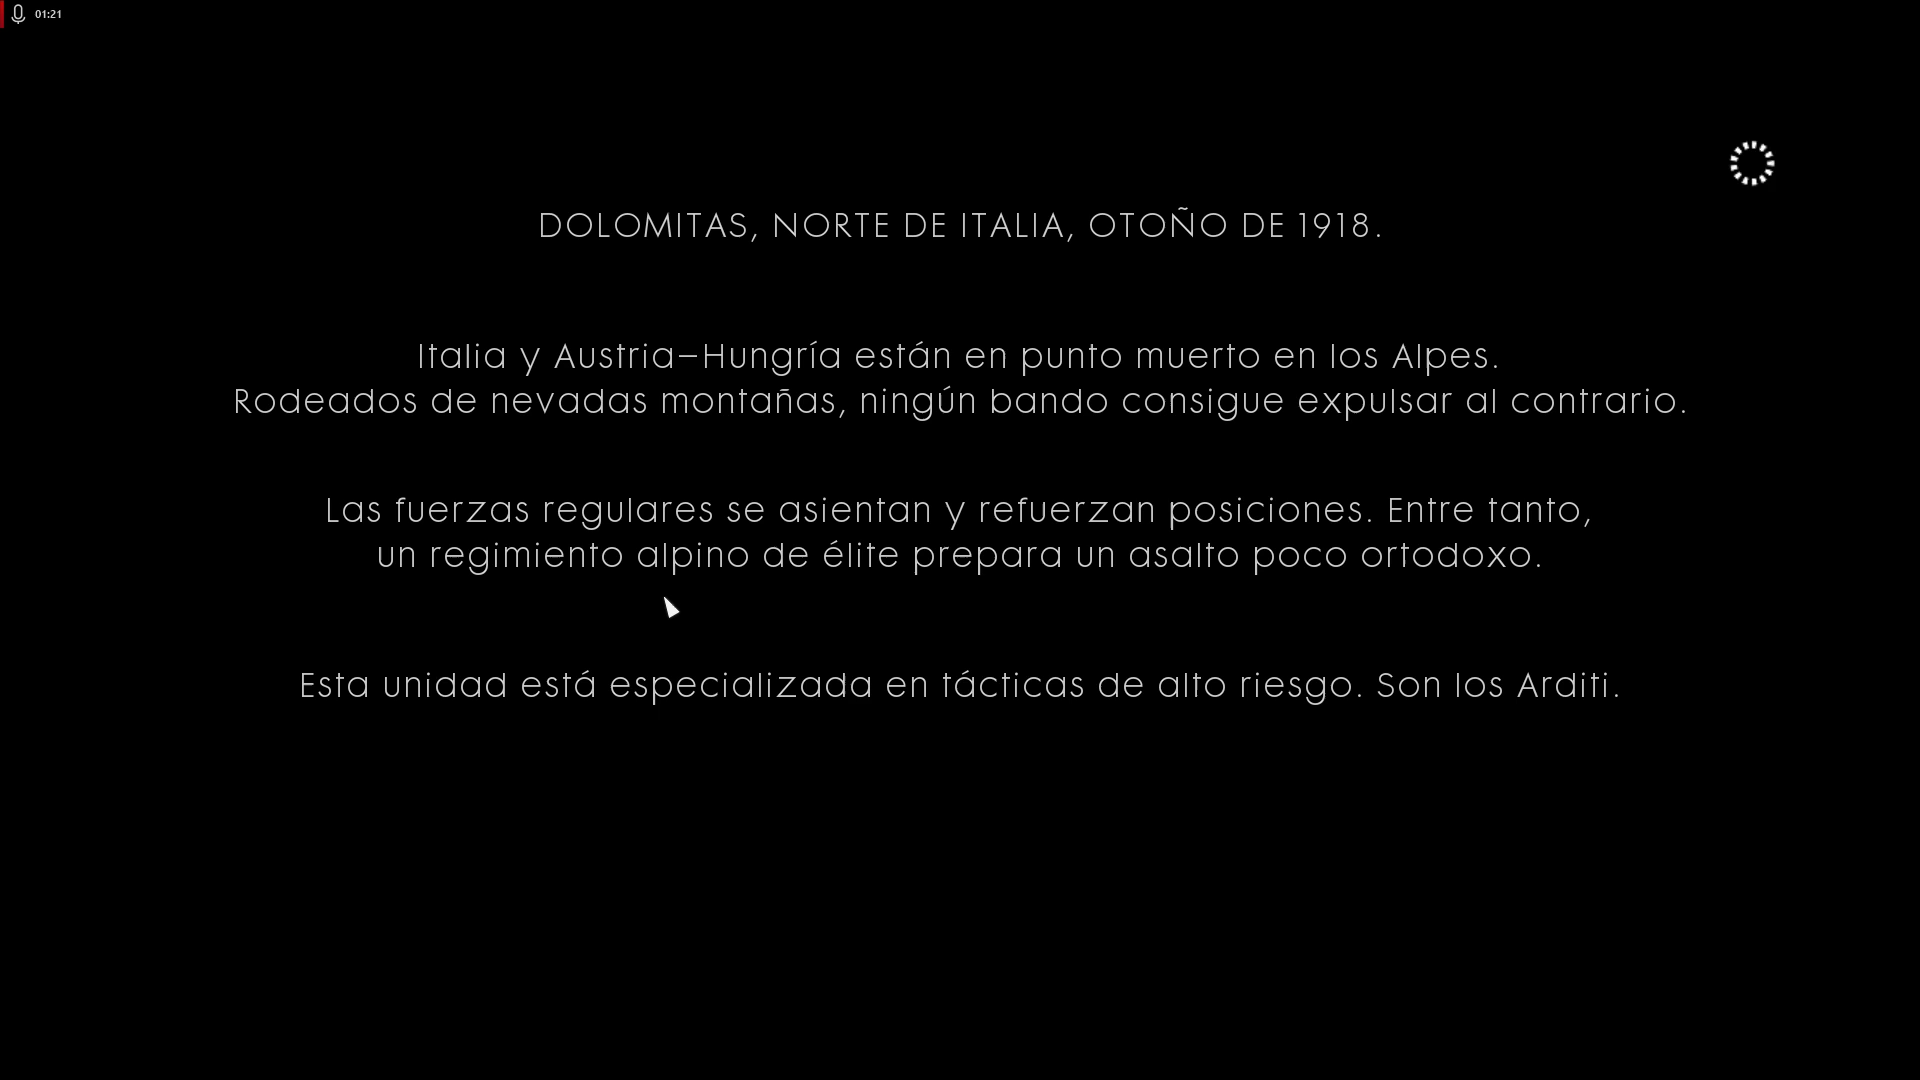 01:21
DOLOMITAS, NORTE DE ITALIA, OTOÑO DE 1918.
Italia y Austria-Hungría están en punto muerto en los Alpes.
Rodeados de nevadas montañas, ningún bando consigue expulsar al contrario.
Las fuerzas regulares se asientan y refuerzan posiciones. Entre tanto,
un regimiento alpino de élite prepara un asalto poco ortodoxo.
Esta unidad está especializada en tácticas de alto riesgo. Son los Arditi.